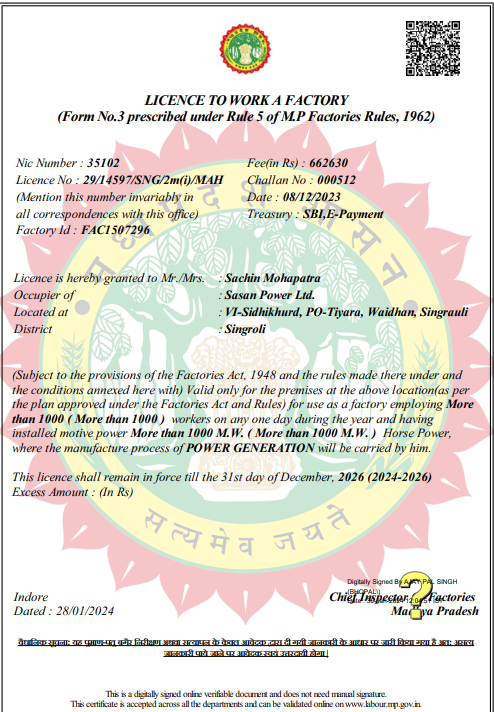 LICENCE TO WORK A FACTORY
(Form No.3 prescribed under Rule 5 of M.P Factories Rules, 1962)
Nic Number : 35102
Fee(in Rs) : 662630
Licence No : 29/14597/SNG/2m(i)/MAH
Challan No : 000512
(Mention this number invariably in
Date : 08/12/2023
all correspondences with this office)
Treasury : SBI,E-Payment
Factory Id : FAC1507296
Licence is hereby granted to Mr./Mrs. : Sachin Mohapatra
Occupier of : Sasan Power Ltd.
Located at : VI-Sidhikhurd, PO-Tiyara, Waidhan, Singrauli
District : Singroli
(Subject to the provisions of the Factories Act, 1948 and the rules made there under and
the conditions annexed here with) Valid only for the premises at the above location(as per
the plan approved under the Factories Act and Rules) for use as a factory employing More
than 1000 ( More than 1000 ) workers on any one day during the year and having
installed motive power More than 1000 M.W. ( More than 1000 M.W. ) Horse Power,
where the manufacture process of POWER GENERATION will be carried by him.
This licence shall remain in force till the 31st day of December, 2026 (2024-2026)
Excess Amount : (In Rs)
सत्यमेव जयते
Digitally Signed By AJAY PAL SINGH
(BHOPAL)
Indore
Chief Inspector Factories
Dated : 28/01/2024
Madhya Pradesh
वैधानिक सूचना: यह प्रमाण-पत्र बगैर निरीक्षण अथवा सत्यापन के केवल आवेदक द्वारा दी गयी जानकारी के आधार पर जारी किया गया है अत: असत्य
जानकारी पाये जाने पर आवेदक स्वयं उत्तरदायी होगा |
This is a digitally signed online verifiable document and does not need manual signature.
This certificate is accepted across all the departments and can be validated online on www.labour.mp.gov.in.